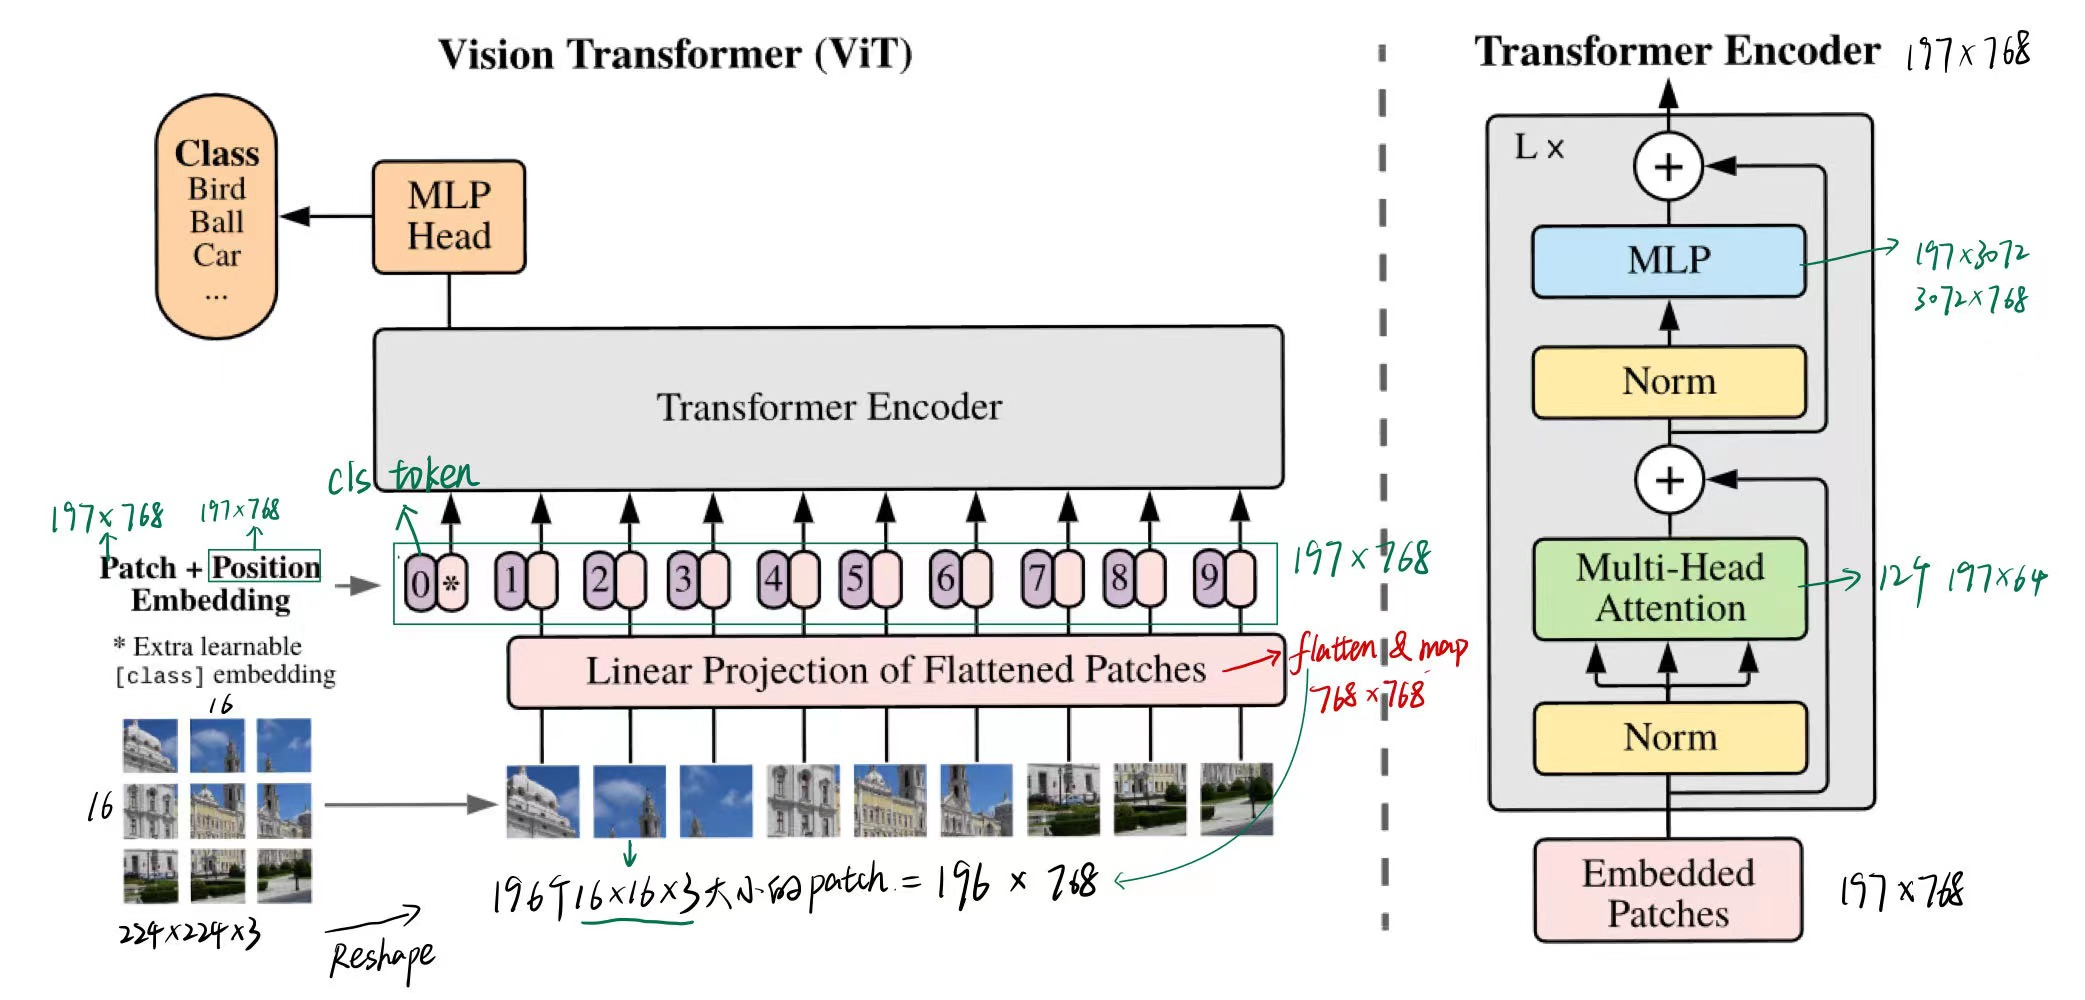 Vision Transformer (ViT)
Class
Bird
Ball
Car
...
MLP
Head
Transformer Encoder
cls token
197×768
197×768
Patch + Position
Embedding
* Extra learnable
[class] embedding
0 * 1 2 3 4 5 6 7 8 9
197×768
Linear Projection of Flattened Patches
flatten & map
768×768
16
16
224×224×3
Reshape
196个16×16×3大小的patch = 196 × 768
Transformer Encoder
197×768
L ×
+
MLP
197×3072
3072×768
Norm
+
Multi-Head
Attention
12个 197×64
Norm
Embedded
Patches
197×768